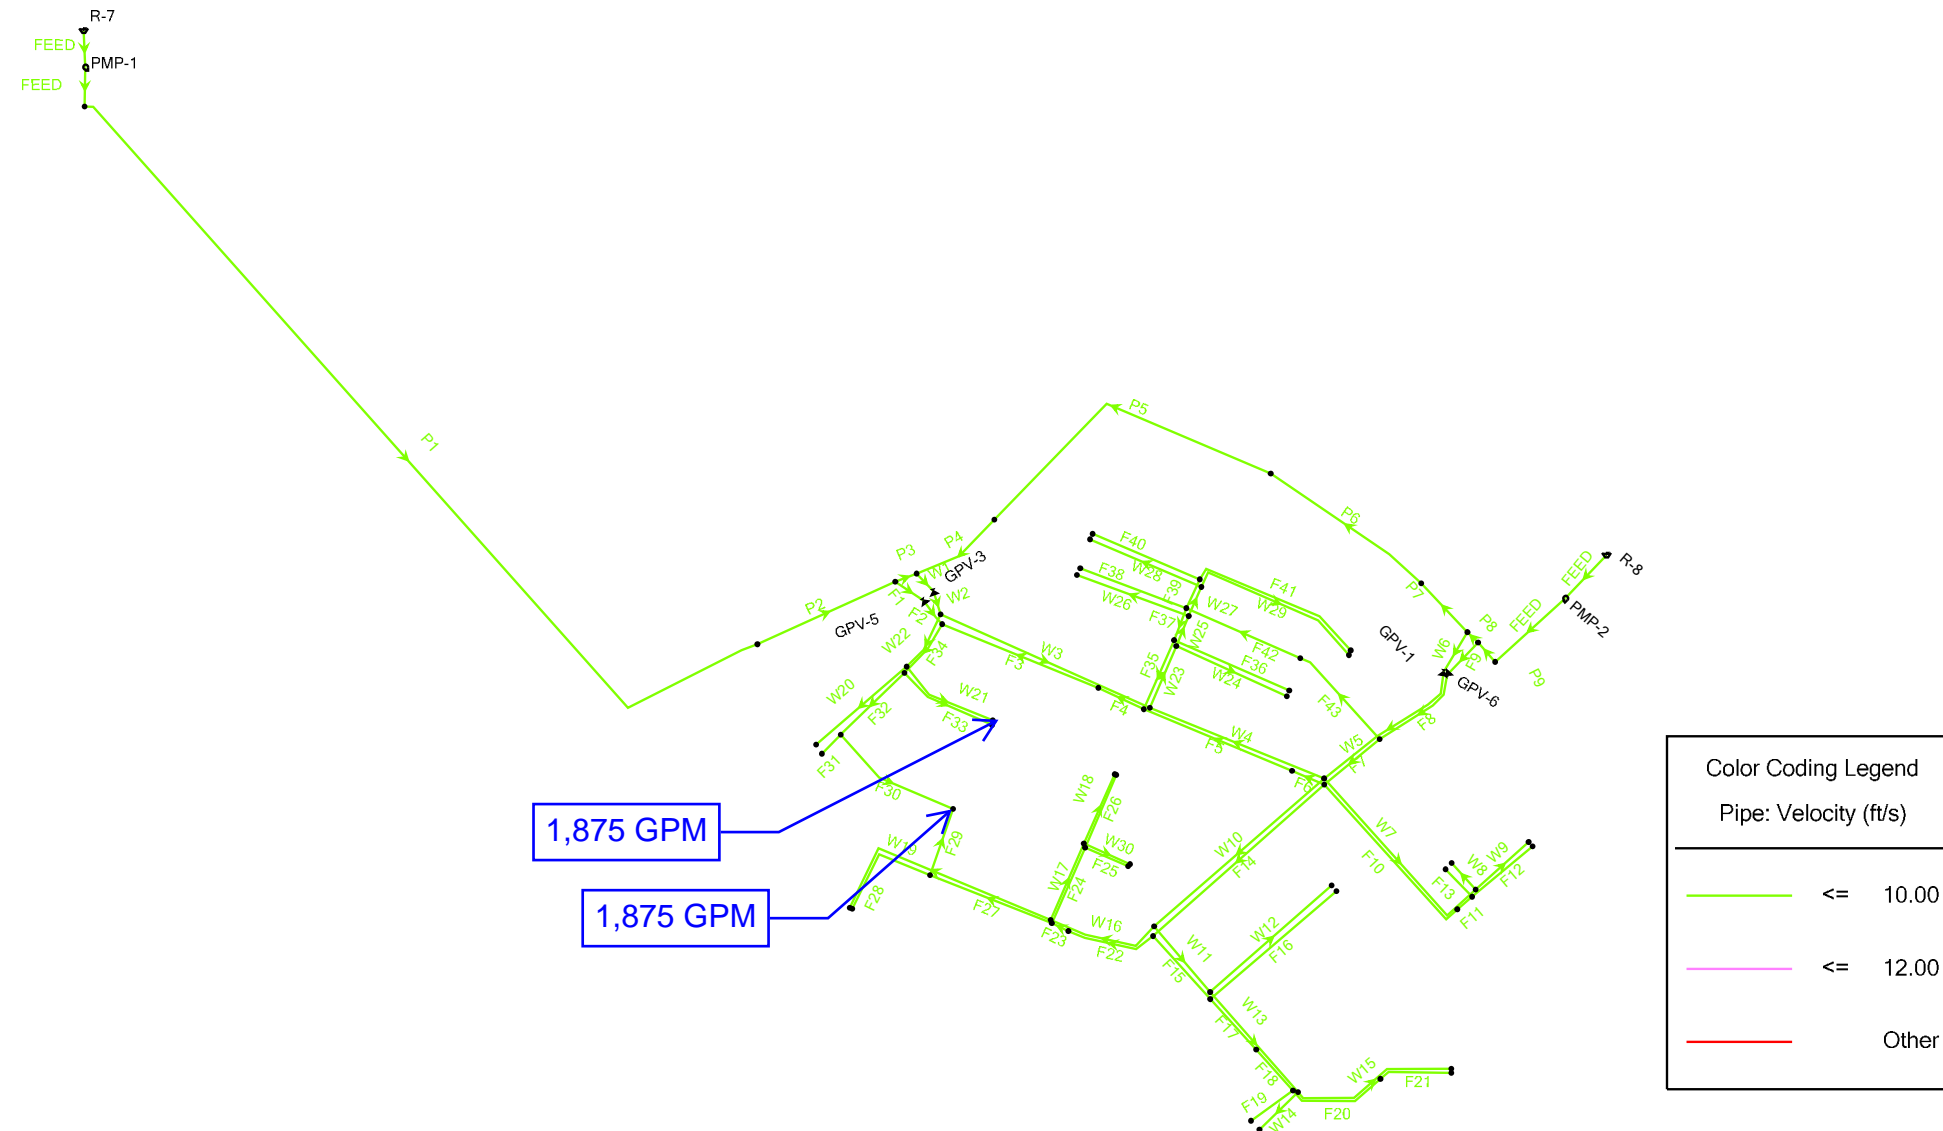 R-7
FEED
PMP-1
FEED
P1
P5
P6
P4
P3
W1
GPV-3
F1
F2
W2
P2
GPV-5
W22
F34
W3
F3
F4
F40
W28
F38
W26
F39
F41
W29
W27
F37
W25
F42
F35
W23
F36
W24
F43
P7
P8
W6
F9
GPV-1
GPV-6
FEED
R-8
FEED
PMP-2
P9
F8
W5
F7
W4
F5
F6
W20
F32
W21
F33
F31
F30
1,875 GPM
1,875 GPM
W19
F29
F28
F27
W18
F26
W30
F25
W17
F24
F23
W16
F22
W10
F14
W7
F10
W8
W9
F13
F12
F11
W11
F15
W12
F16
W13
F17
F18
F19
W14
F20
W15
F21
Color Coding Legend
Pipe: Velocity (ft/s)
<= 10.00
<= 12.00
Other